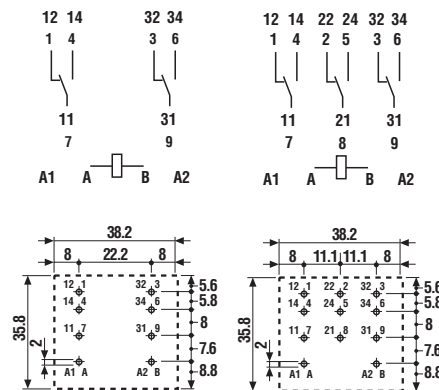 12 14 32 34
1 4 3 6
11 31
7 9
A1 A B A2
12 14 22 24 32 34
1 4 2 5 3 6
11 21 31
7 8 9
A1 A B A2
38.2
8 22.2 8
12 1 32 3
14 4 34 6
11 7 31 9
A1 A A2 B
35.8
2
5.6
5.8
8
7.6
8.8
38.2
8 11.1 11.1 8
12 1 22 2 32 3
14 4 24 5 34 6
11 7 21 8 31 9
A1 A A2 B
35.8
2
5.6
5.8
8
7.6
8.8